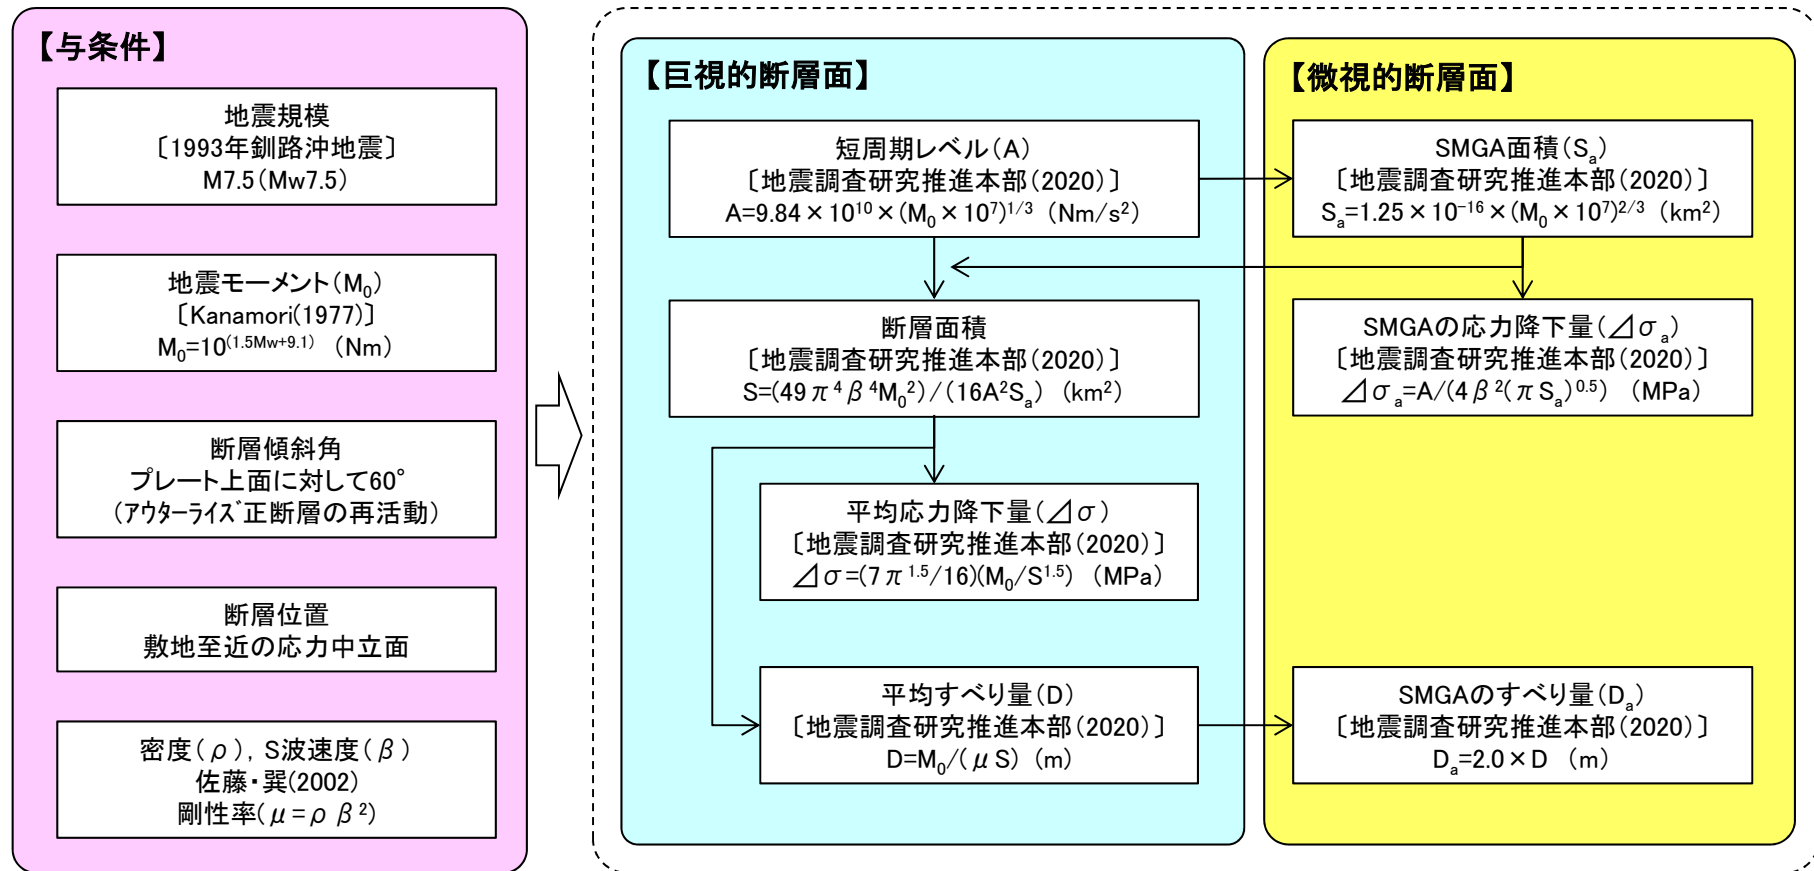 【与条件】
地震規模
〔1993年釧路沖地震〕
M7.5(Mw7.5)
地震モーメント(M₀)
〔Kanamori(1977)〕
M₀=10^(1.5Mw+9.1) (Nm)
断層傾斜角
プレート上面に対して60°
(ｱｳﾀｰﾗｲｽﾞ正断層の再活動)
断層位置
敷地至近の応力中立面
密度(ρ),S波速度(β)
佐藤・巽(2002)
剛性率(μ=ρβ²)
【巨視的断層面】
短周期レベル(A)
〔地震調査研究推進本部(2020)〕
A=9.84×10¹⁰×(M₀×10⁷)^1/3 (Nm/s²)
断層面積
〔地震調査研究推進本部(2020)〕
S=(49π⁴β⁴M₀²)/(16A²Sₐ) (km²)
平均応力降下量(⊿σ)
〔地震調査研究推進本部(2020)〕
⊿σ=(7π^1.5/16)(M₀/S^1.5) (MPa)
平均すべり量(D)
〔地震調査研究推進本部(2020)〕
D=M₀/(μS) (m)
【微視的断層面】
SMGA面積(Sₐ)
〔地震調査研究推進本部(2020)〕
Sₐ=1.25×10⁻¹⁶×(M₀×10⁷)^2/3 (km²)
SMGAの応力降下量(⊿σₐ)
〔地震調査研究推進本部(2020)〕
⊿σₐ=A/(4β²(πSₐ)^0.5) (MPa)
SMGAのすべり量(Dₐ)
〔地震調査研究推進本部(2020)〕
Dₐ=2.0×D (m)